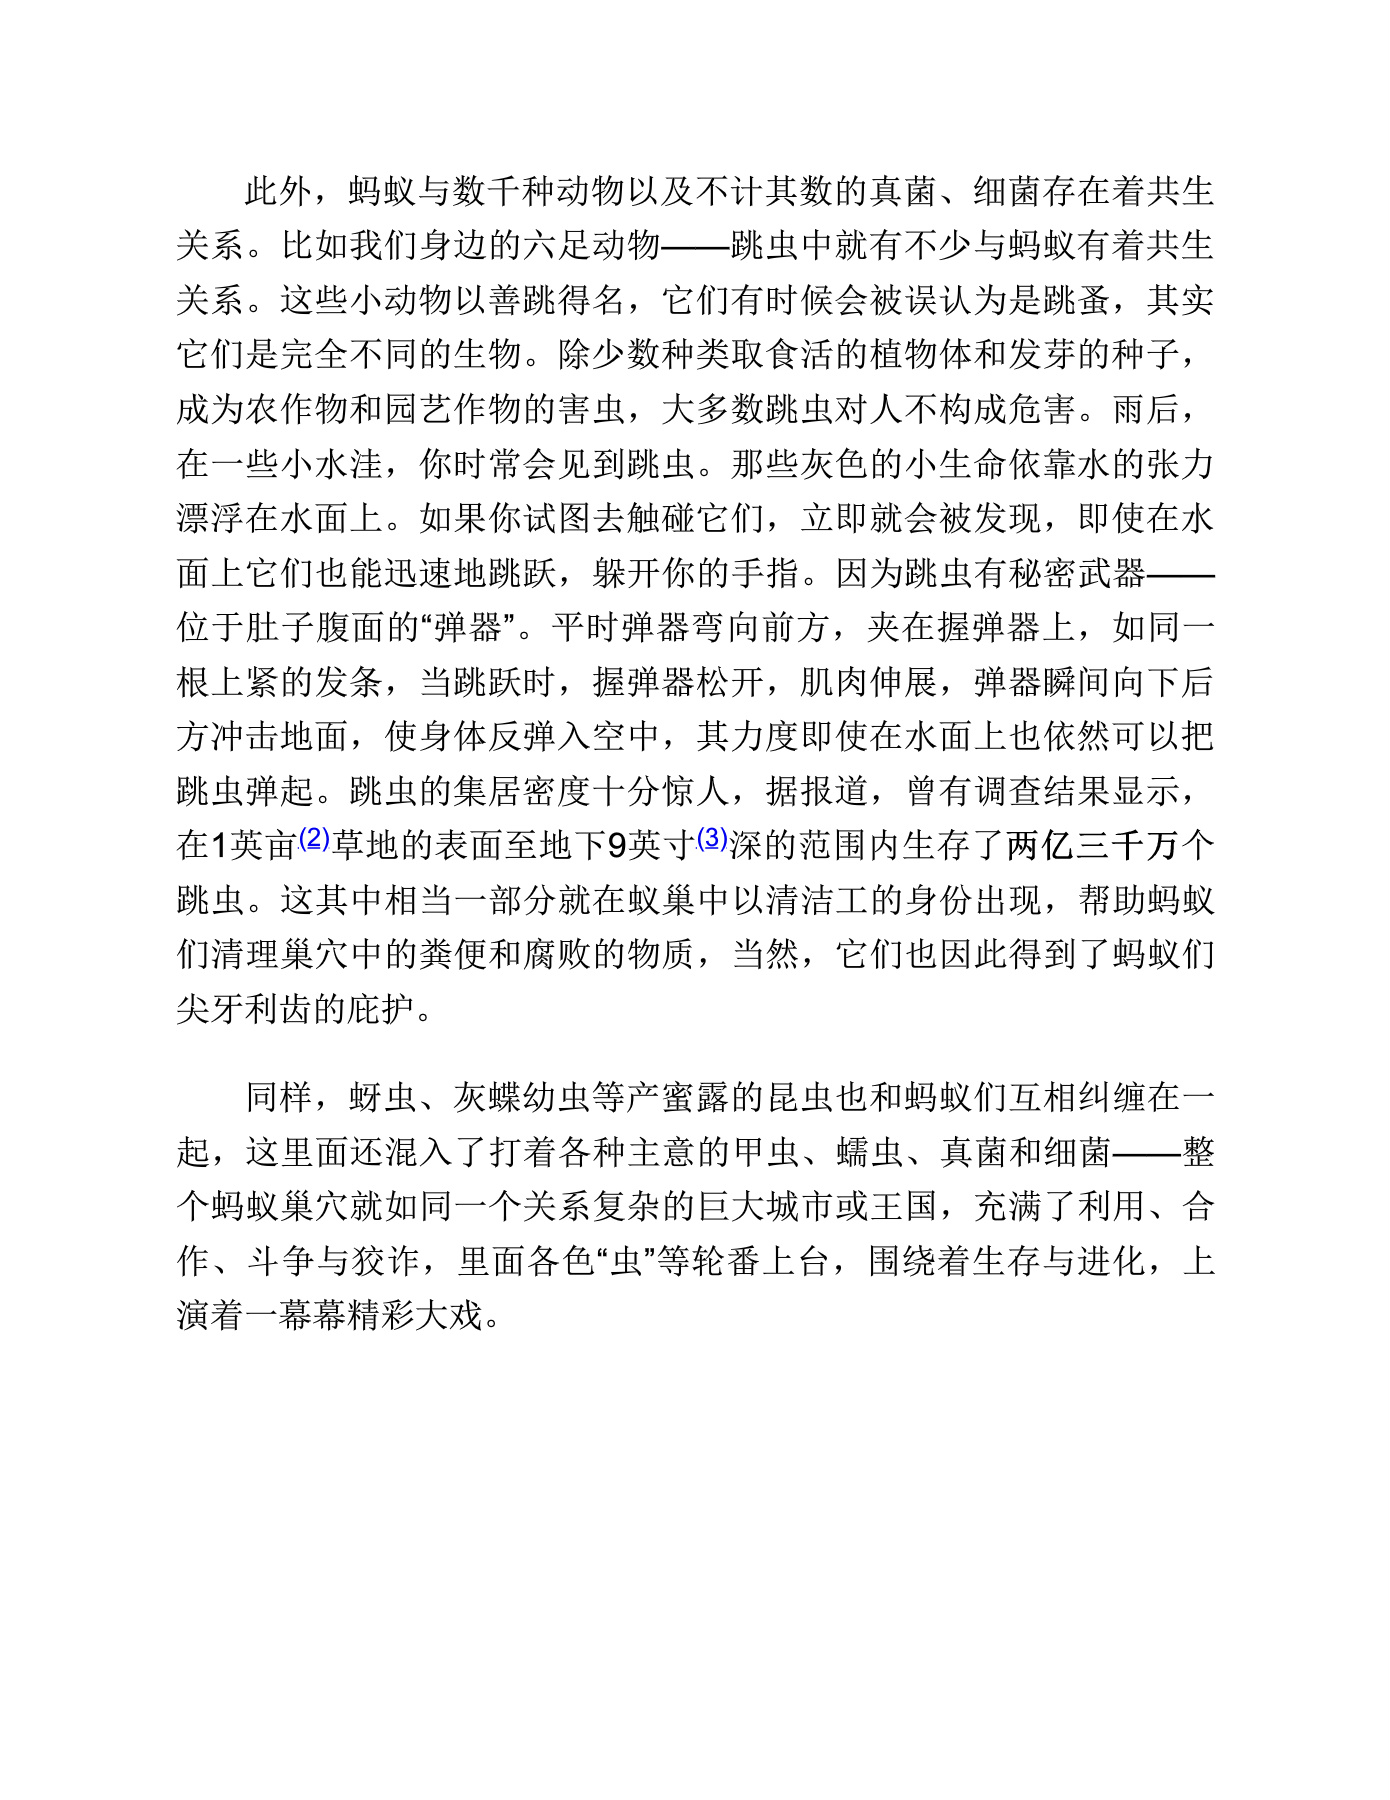 此外，蚂蚁与数千种动物以及不计其数的真菌、细菌存在着共生
关系。比如我们身边的六足动物——跳虫中就有不少与蚂蚁有着共生
关系。这些小动物以善跳得名，它们有时候会被误认为是跳蚤，其实
它们是完全不同的生物。除少数种类取食活的植物体和发芽的种子，
成为农作物和园艺作物的害虫，大多数跳虫对人不构成危害。雨后，
在一些小水洼，你时常会见到跳虫。那些灰色的小生命依靠水的张力
漂浮在水面上。如果你试图去触碰它们，立即就会被发现，即使在水
面上它们也能迅速地跳跃，躲开你的手指。因为跳虫有秘密武器——
位于肚子腹面的“弹器”。平时弹器弯向前方，夹在握弹器上，如同一
根上紧的发条，当跳跃时，握弹器松开，肌肉伸展，弹器瞬间向下后
方冲击地面，使身体反弹入空中，其力度即使在水面上也依然可以把
跳虫弹起。跳虫的集居密度十分惊人，据报道，曾有调查结果显示，
在1英亩(2)草地的表面至地下9英寸(3)深的范围内生存了两亿三千万个
跳虫。这其中相当一部分就在蚁巢中以清洁工的身份出现，帮助蚂蚁
们清理巢穴中的粪便和腐败的物质，当然，它们也因此得到了蚂蚁们
尖牙利齿的庇护。
同样，蚜虫、灰蝶幼虫等产蜜露的昆虫也和蚂蚁们互相纠缠在一
起，这里面还混入了打着各种主意的甲虫、蠕虫、真菌和细菌——整
个蚂蚁巢穴就如同一个关系复杂的巨大城市或王国，充满了利用、合
作、斗争与狡诈，里面各色“虫”等轮番上台，围绕着生存与进化，上
演着一幕幕精彩大戏。